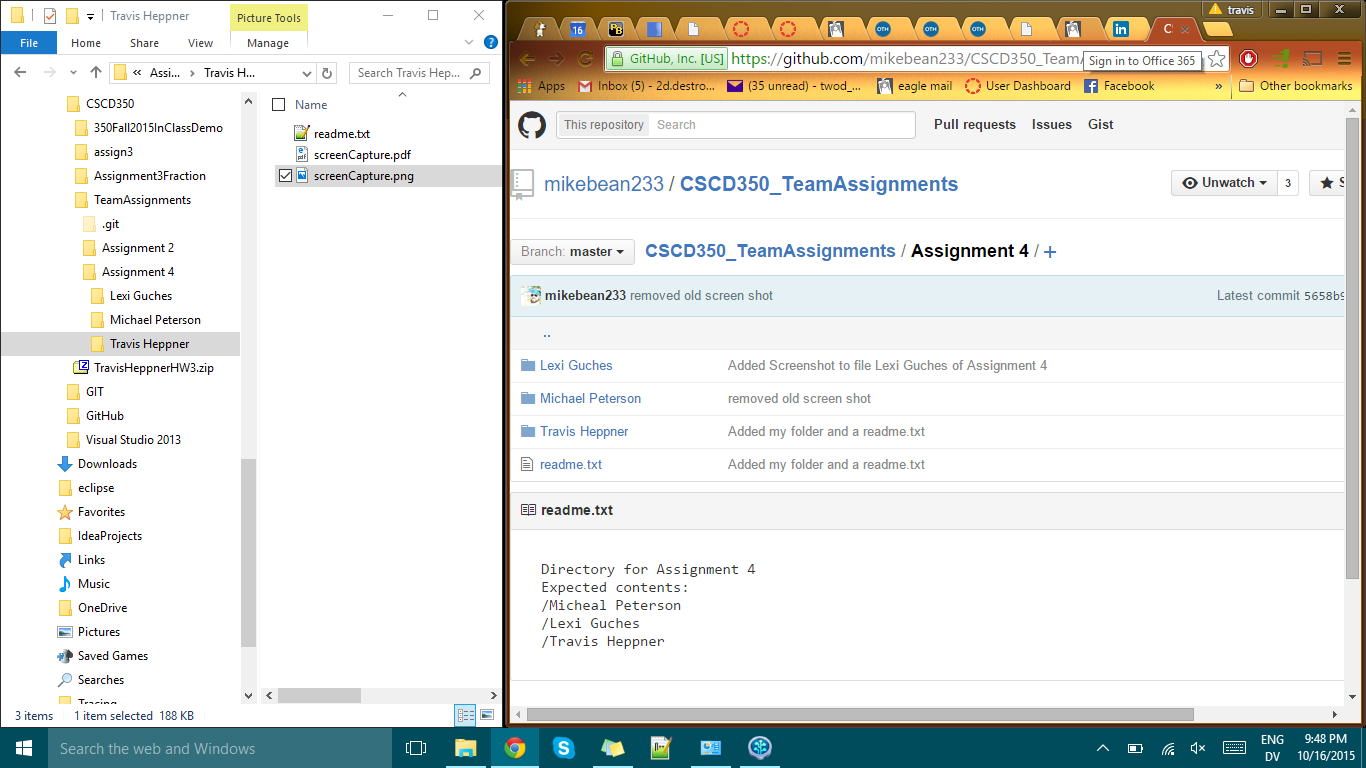 Travis Heppner
Picture Tools
File
Home
Share
View
Manage
Assi...
Travis H...
Search Travis Hep...
CSCD350
350Fall2015InClassDemo
assign3
Assignment3Fraction
TeamAssignments
.git
Assignment 2
Assignment 4
Lexi Guches
Michael Peterson
Travis Heppner
TravisHeppnerHW3.zip
GIT
GitHub
Visual Studio 2013
Downloads
eclipse
Favorites
IdeaProjects
Links
Music
OneDrive
Pictures
Saved Games
Searches
Tracing
Name
readme.txt
screenCapture.pdf
screenCapture.png
3 items 1 item selected 188 KB
travis
16
B
OTH
OTH
OTH
in
GitHub, Inc. [US] https://github.com/mikebean233/CSCD350_TeamA
Sign in to Office 365
Apps Inbox (5) - 2d.destro... (35 unread) - twod_... eagle mail User Dashboard Facebook » Other bookmarks
This repository Search Pull requests Issues Gist
mikebean233 / CSCD350_TeamAssignments
Unwatch 3
Branch: master CSCD350_TeamAssignments / Assignment 4 / +
mikebean233 removed old screen shot Latest commit 5658b9
..
Lexi Guches Added Screenshot to file Lexi Guches of Assignment 4
Michael Peterson removed old screen shot
Travis Heppner Added my folder and a readme.txt
readme.txt Added my folder and a readme.txt
readme.txt
Directory for Assignment 4
Expected contents:
/Micheal Peterson
/Lexi Guches
/Travis Heppner
Search the web and Windows
ENG
DV
9:48 PM
10/16/2015